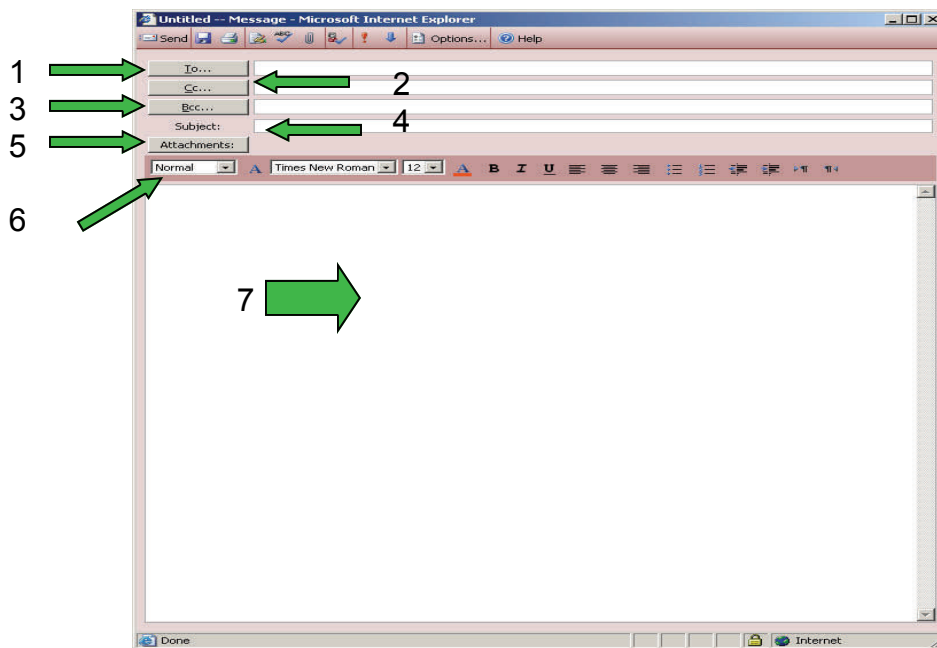 Untitled -- Message - Microsoft Internet Explorer
Send ABC Options... Help
1 To...
Cc... 2
3 Bcc...
Subject: 4
5 Attachments:
Normal A Times New Roman 12 A B I U
6
7
Done Internet